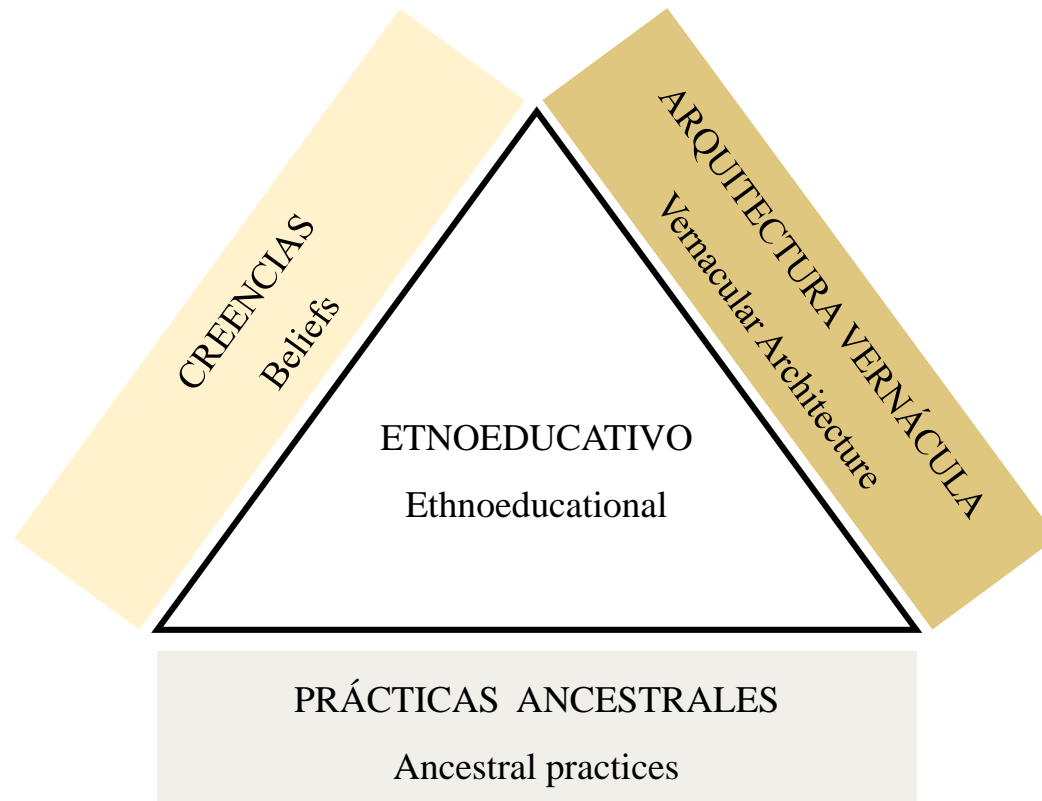 CREENCIAS
Beliefs
ARQUITECTURA VERNÁCULA
Vernacular Architecture
ETNOEDUCATIVO
Ethnoeducational
PRÁCTICAS ANCESTRALES
Ancestral practices